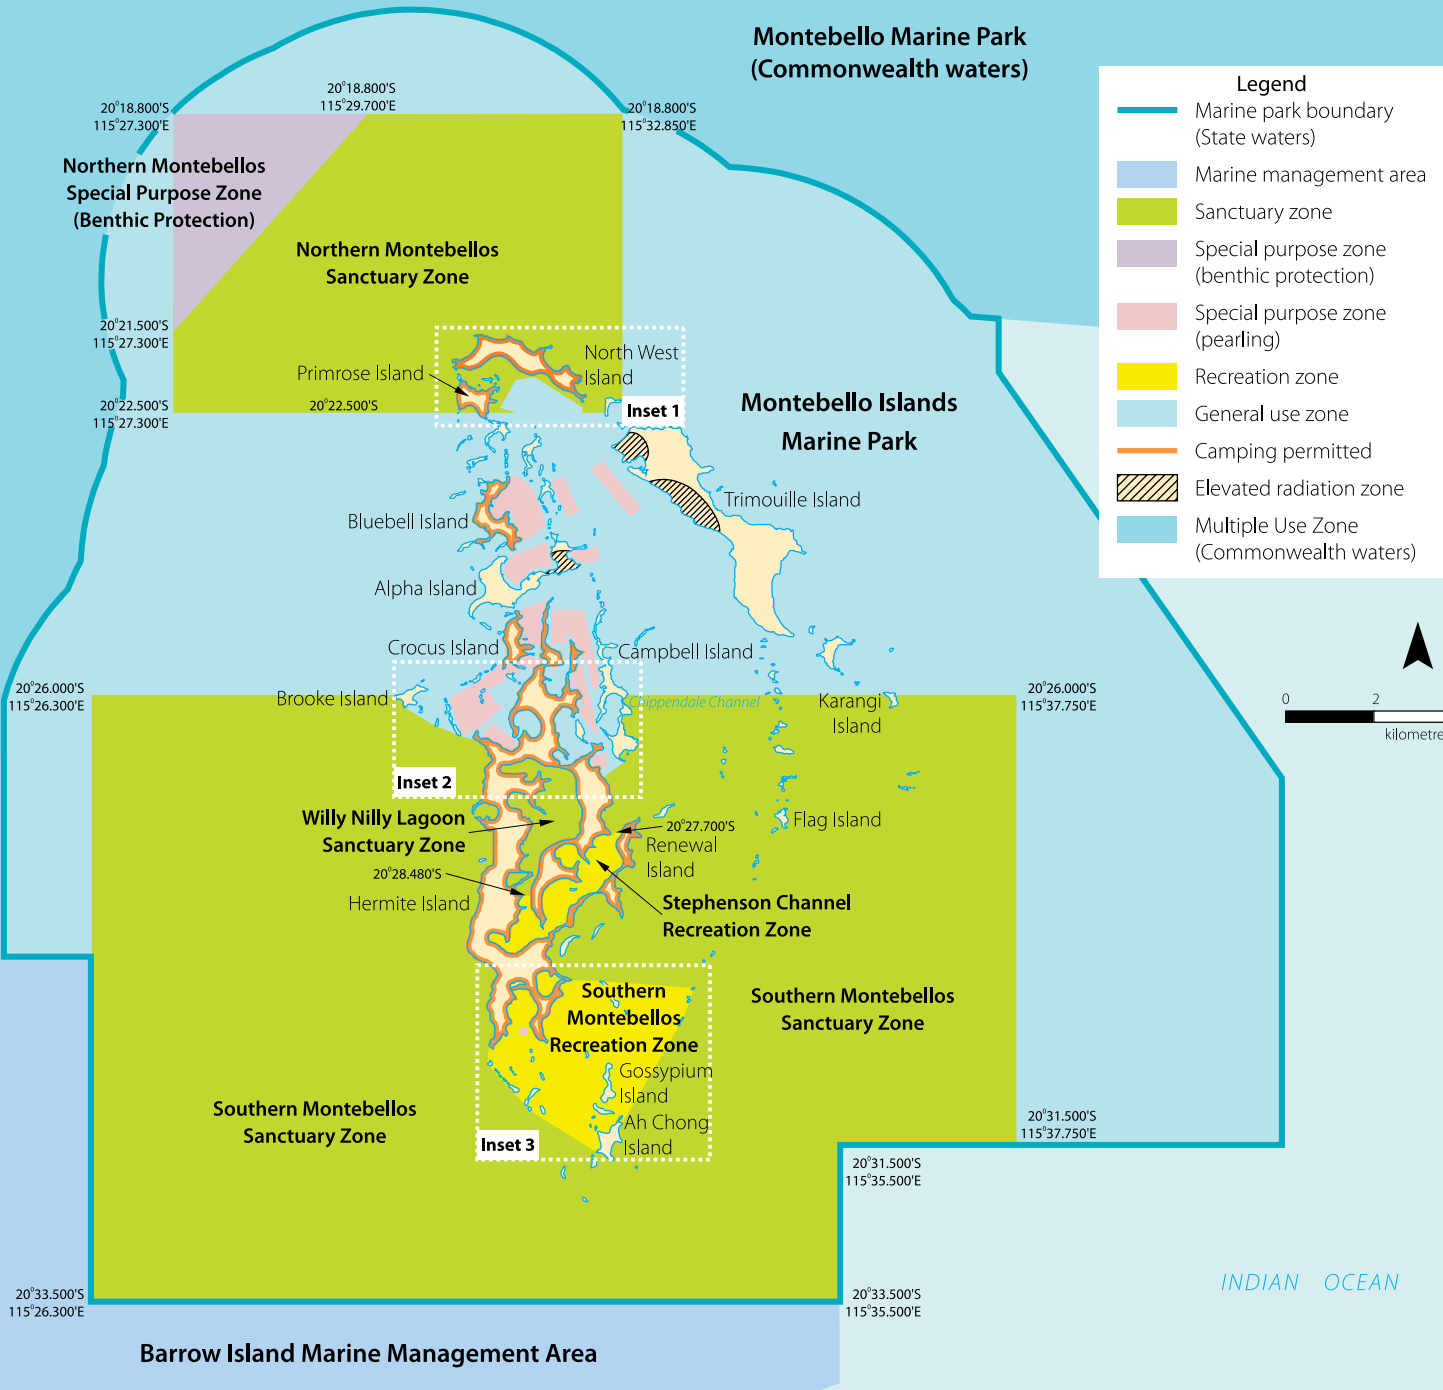 Montebello Marine Park
(Commonwealth waters)
Legend
Marine park boundary
(State waters)
Marine management area
Sanctuary zone
Special purpose zone
(benthic protection)
Special purpose zone
(pearling)
Recreation zone
General use zone
Camping permitted
Elevated radiation zone
Multiple Use Zone
(Commonwealth waters)
20°18.800'S
115°29.700'E
20°18.800'S
115°27.300'E
20°18.800'S
115°32.850'E
Northern Montebellos
Special Purpose Zone
(Benthic Protection)
Northern Montebellos
Sanctuary Zone
20°21.500'S
115°27.300'E
North West
Island
Primrose Island
20°22.500'S
115°27.300'E
20°22.500'S
Inset 1
Montebello Islands
Marine Park
Trimouille Island
Bluebell Island
Alpha Island
Crocus Island
Campbell Island
20°26.000'S
115°26.300'E
Brooke Island
Chippendale Channel
Karangi
Island
20°26.000'S
115°37.750'E
0
2
kilometre
Inset 2
Willy Nilly Lagoon
Sanctuary Zone
20°27.700'S
Renewal
Island
Flag Island
20°28.480'S
Hermite Island
Stephenson Channel
Recreation Zone
Southern
Montebellos
Recreation Zone
Southern Montebellos
Sanctuary Zone
Gossypium
Island
Ah Chong
Island
Inset 3
Southern Montebellos
Sanctuary Zone
20°31.500'S
115°37.750'E
20°31.500'S
115°35.500'E
20°33.500'S
115°26.300'E
20°33.500'S
115°35.500'E
INDIAN OCEAN
Barrow Island Marine Management Area